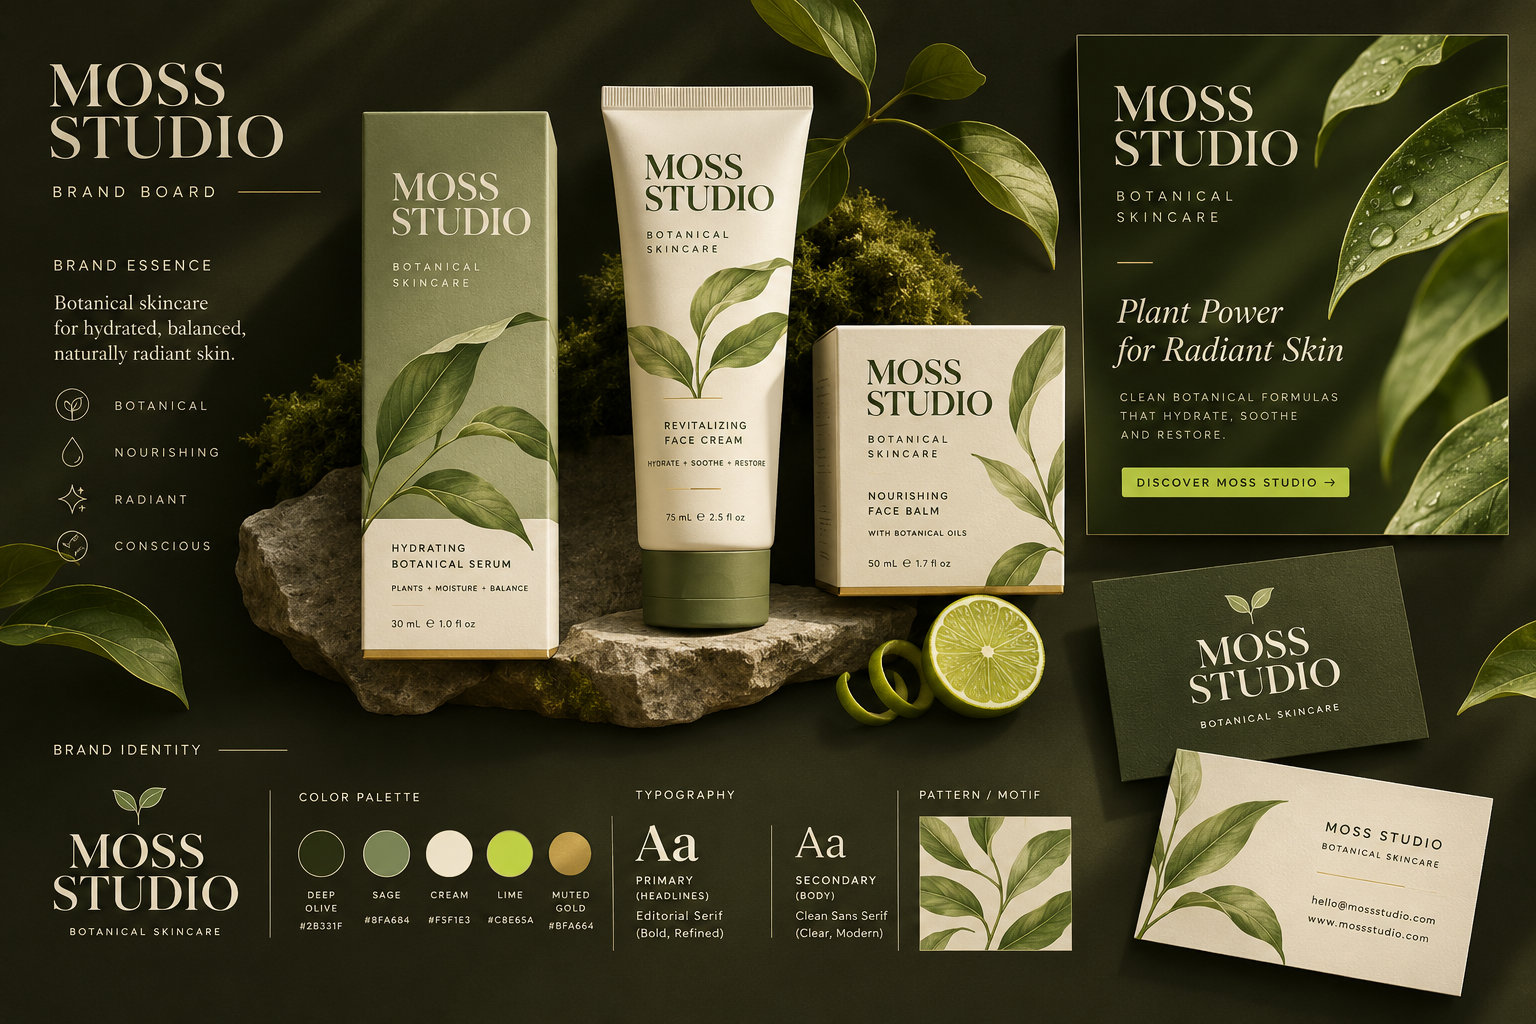 MOSS
STUDIO
BRAND BOARD
BRAND ESSENCE
Botanical skincare
for hydrated, balanced,
naturally radiant skin.
BOTANICAL
NOURISHING
RADIANT
CONSCIOUS
MOSS
STUDIO
BOTANICAL
SKINCARE
HYDRATING
BOTANICAL SERUM
PLANTS + MOISTURE + BALANCE
30 mL ℮ 1.0 fl oz
MOSS
STUDIO
BOTANICAL
SKINCARE
REVITALIZING
FACE CREAM
HYDRATE + SOOTHE + RESTORE
75 mL ℮ 2.5 fl oz
MOSS
STUDIO
BOTANICAL
SKINCARE
NOURISHING
FACE BALM
WITH BOTANICAL OILS
50 mL ℮ 1.7 fl oz
MOSS
STUDIO
BOTANICAL
SKINCARE
Plant Power
for Radiant Skin
CLEAN BOTANICAL FORMULAS
THAT HYDRATE, SOOTHE
AND RESTORE.
DISCOVER MOSS STUDIO →
MOSS
STUDIO
BOTANICAL SKINCARE
MOSS STUDIO
BOTANICAL SKINCARE
hello@mossstudio.com
www.mossstudio.com
BRAND IDENTITY
MOSS
STUDIO
BOTANICAL SKINCARE
COLOR PALETTE
DEEP
OLIVE
#2B331F
SAGE
#8FA684
CREAM
#F5F1E3
LIME
#C8E65A
MUTED
GOLD
#BFA664
TYPOGRAPHY
Aa
PRIMARY
(HEADLINES)
Editorial Serif
(Bold, Refined)
Aa
SECONDARY
(BODY)
Clean Sans Serif
(Clear, Modern)
PATTERN / MOTIF